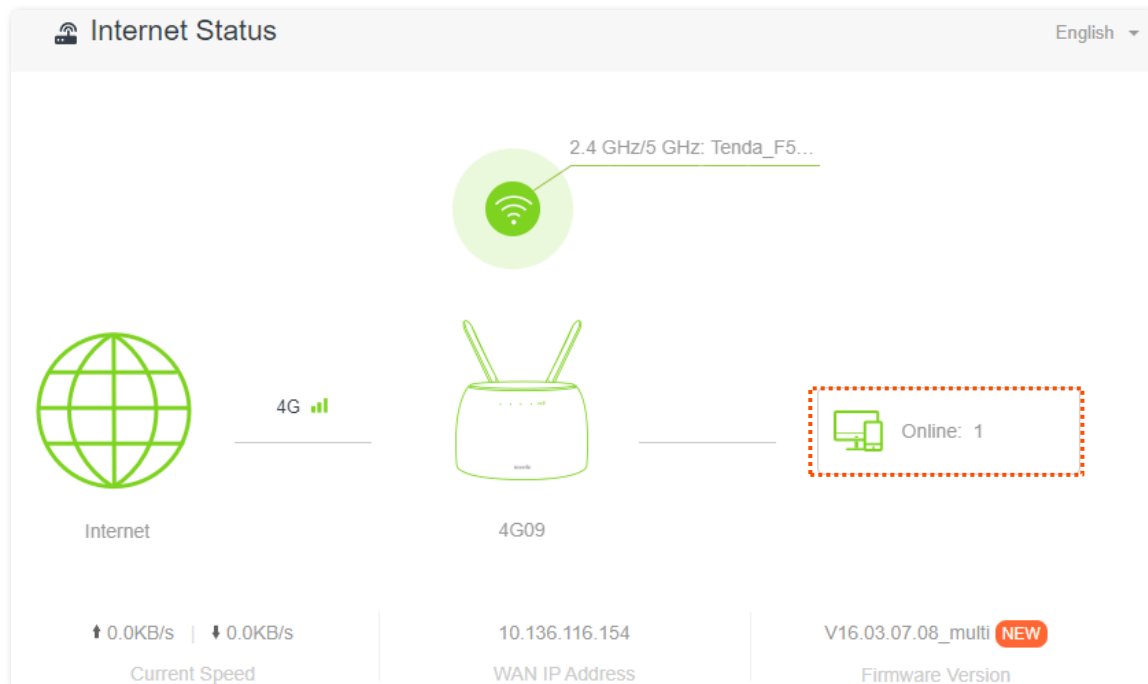 Internet Status
English
2.4 GHz/5 GHz: Tenda_F5...
4G
Online: 1
Internet
4G09
0.0KB/s | 0.0KB/s
10.136.116.154
V16.03.07.08_multi NEW
Current Speed
WAN IP Address
Firmware Version